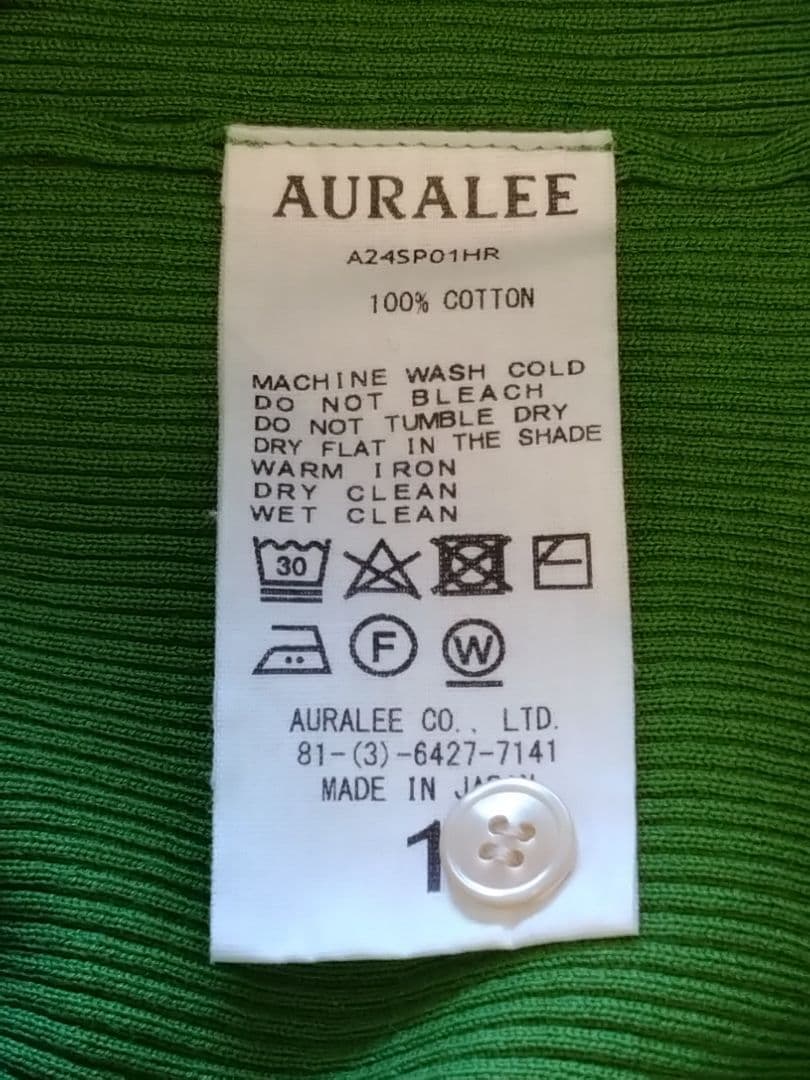 AURALEE
A24SP01HR
100% COTTON
MACHINE WASH COLD
DO NOT BLEACH
DO NOT TUMBLE DRY
DRY FLAT IN THE SHADE
WARM IRON
DRY CLEAN
WET CLEAN
30
F W
AURALEE CO., LTD.
81-(3)-6427-7141
MADE IN JAPAN
1